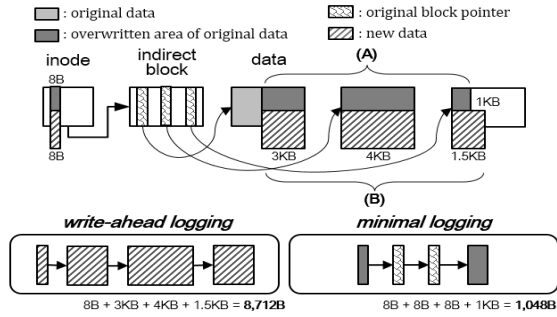 : original data
: overwritten area of original data
: original block pointer
: new data
inode
indirect
block
data
(A)
8B
8B
3KB
4KB
1KB
1.5KB
(B)
write-ahead logging
8B + 3KB + 4KB + 1.5KB = 8,712B
minimal logging
8B + 8B + 8B + 1KB = 1,048B